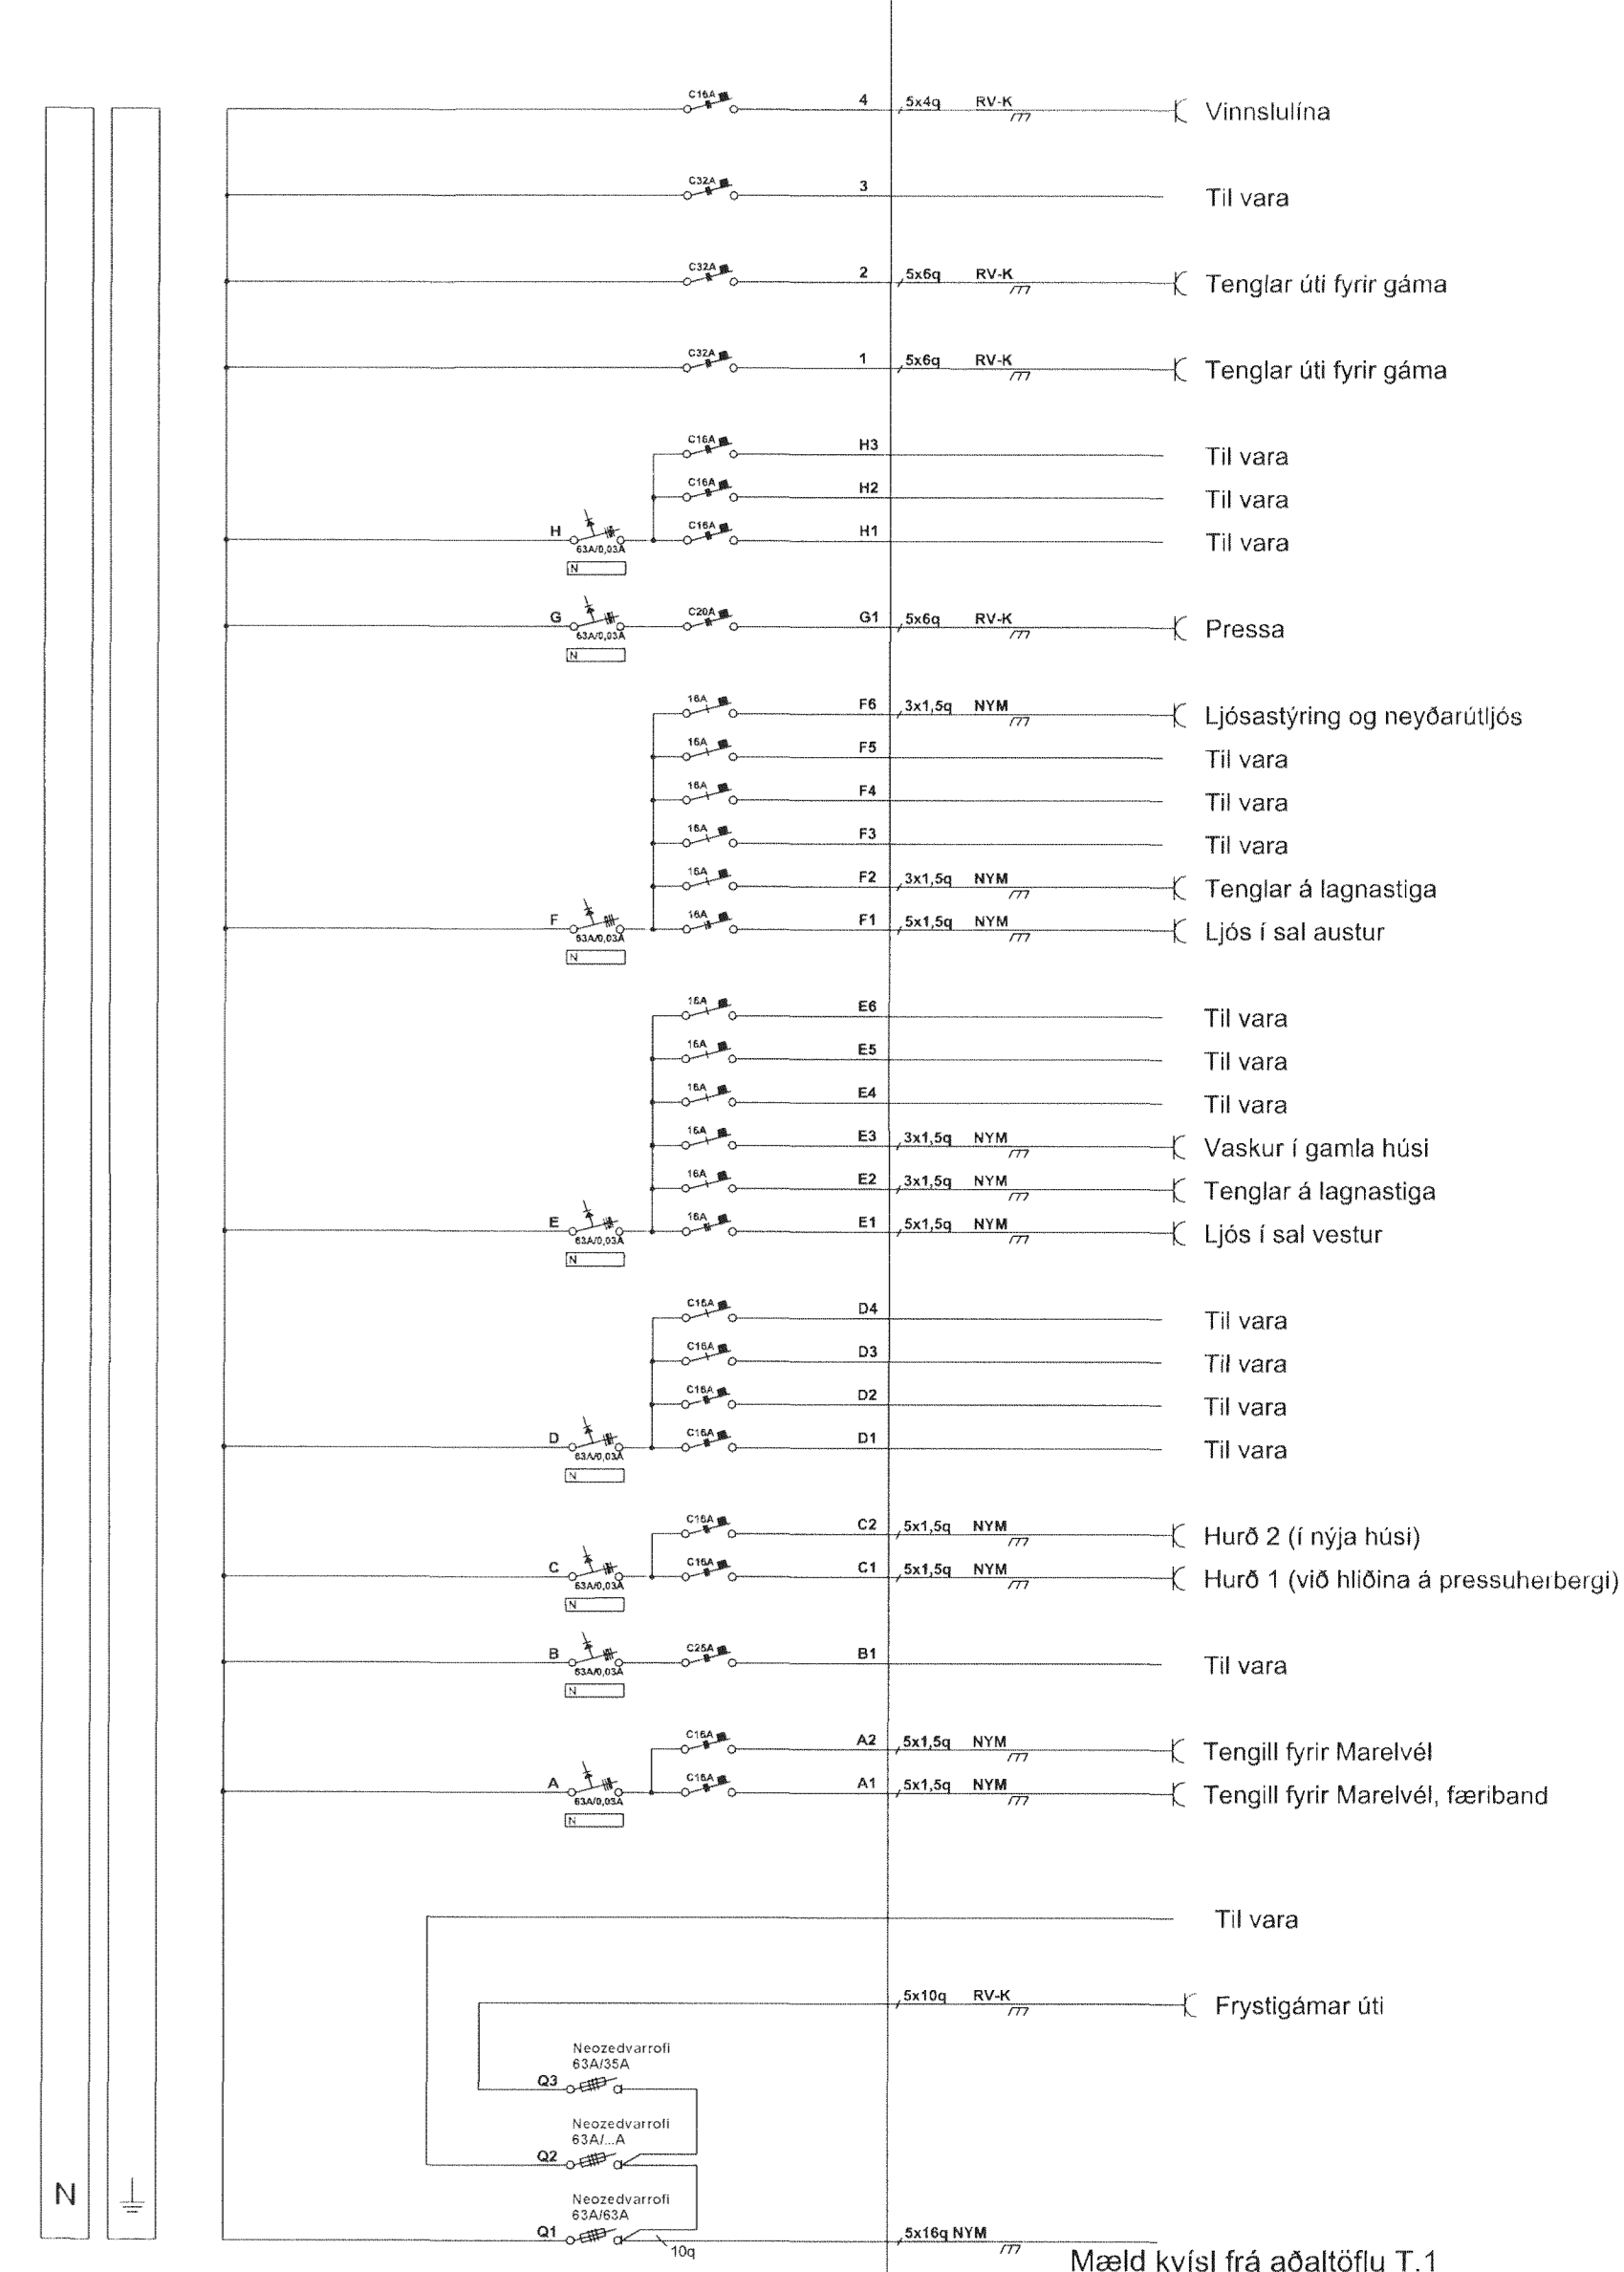 C16A 4 5x4q RV-K Vinnslulína
C32A 3 Til vara
C32A 2 5x6q RV-K Tenglar úti fyrir gáma
C32A 1 5x6q RV-K Tenglar úti fyrir gáma
C16A H3 Til vara
C16A H2 Til vara
H C16A H1 Til vara
63A/0,03A
N
G C20A G1 5x6q RV-K Pressa
63A/0,03A
N
16A F6 3x1,5q NYM Ljósastýring og neyðarútljós
16A F5 Til vara
16A F4 Til vara
16A F3 Til vara
16A F2 3x1,5q NYM Tenglar á lagnastiga
F 16A F1 5x1,5q NYM Ljós í sal austur
63A/0,03A
N
16A E6 Til vara
16A E5 Til vara
16A E4 Til vara
16A E3 3x1,5q NYM Vaskur í gamla húsi
16A E2 3x1,5q NYM Tenglar á lagnastiga
E 16A E1 5x1,5q NYM Ljós í sal vestur
63A/0,03A
N
C16A D4 Til vara
C16A D3 Til vara
C16A D2 Til vara
D C16A D1 Til vara
63A/0,03A
N
C16A C2 5x1,5q NYM Hurð 2 (í nýja húsi)
C C16A C1 5x1,5q NYM Hurð 1 (við hliðina á pressuherbergi)
63A/0,03A
N
B C25A B1 Til vara
63A/0,03A
N
C16A A2 5x1,5q NYM Tengill fyrir Marelvél
A C16A A1 5x1,5q NYM Tengill fyrir Marelvél, færiband
63A/0,03A
N
Til vara
5x10q RV-K Frystigámar úti
Neozedvarrofi
63A/35A
Q3
Neozedvarrofi
63A/...A
Q2
N
Neozedvarrofi
63A/63A
Q1 5x16q NYM
10q
Mæld kvísl frá aðaltöflu T.1